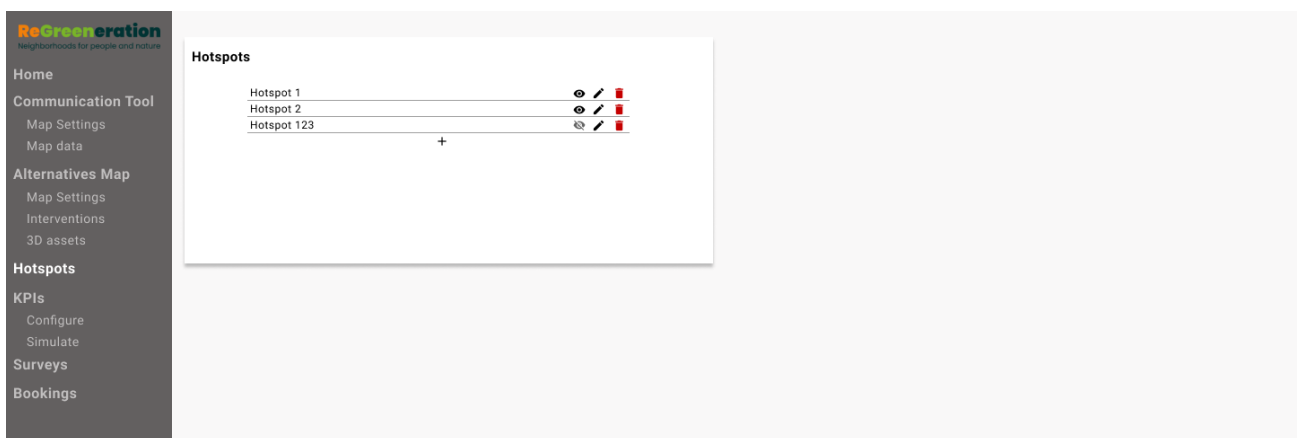 ReGreeneration
Neighborhoods for people and nature
Home
Communication Tool
Map Settings
Map data
Alternatives Map
Map Settings
Interventions
3D assets
Hotspots
KPIs
Configure
Simulate
Surveys
Bookings
Hotspots
Hotspot 1
Hotspot 2
Hotspot 123
+